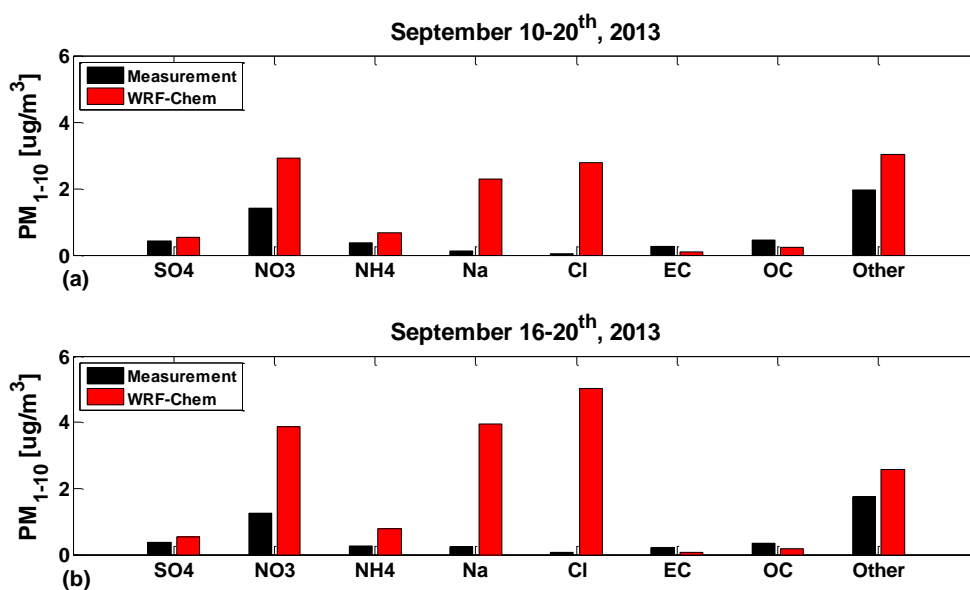 September 10-20th, 2013
PM1-10 [ug/m3]
6
4
2
0
Measurement
WRF-Chem
SO4 NO3 NH4 Na Cl EC OC Other
(a)
September 16-20th, 2013
PM1-10 [ug/m3]
6
4
2
0
Measurement
WRF-Chem
SO4 NO3 NH4 Na Cl EC OC Other
(b)